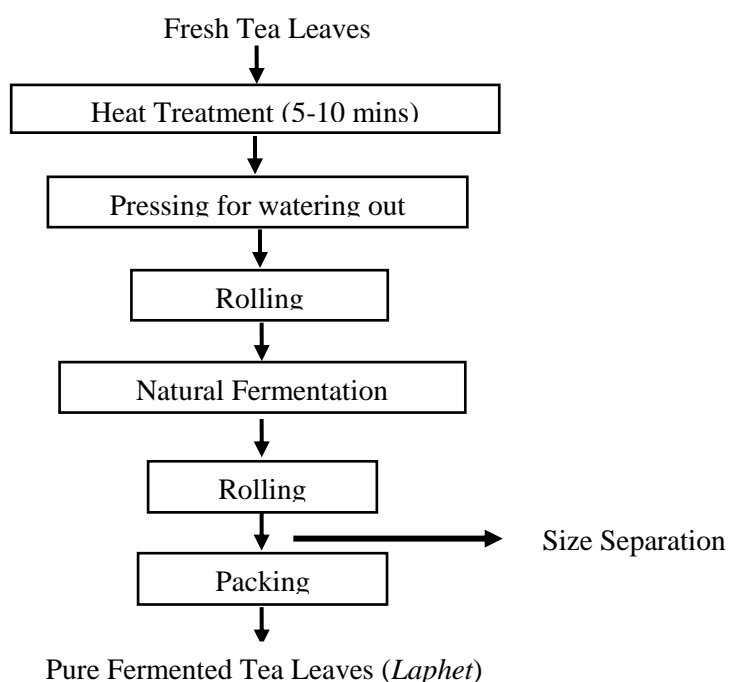 Fresh Tea Leaves
Heat Treatment (5-10 mins)
Pressing for watering out
Rolling
Natural Fermentation
Rolling
Size Separation
Packing
Pure Fermented Tea Leaves (Laphet)